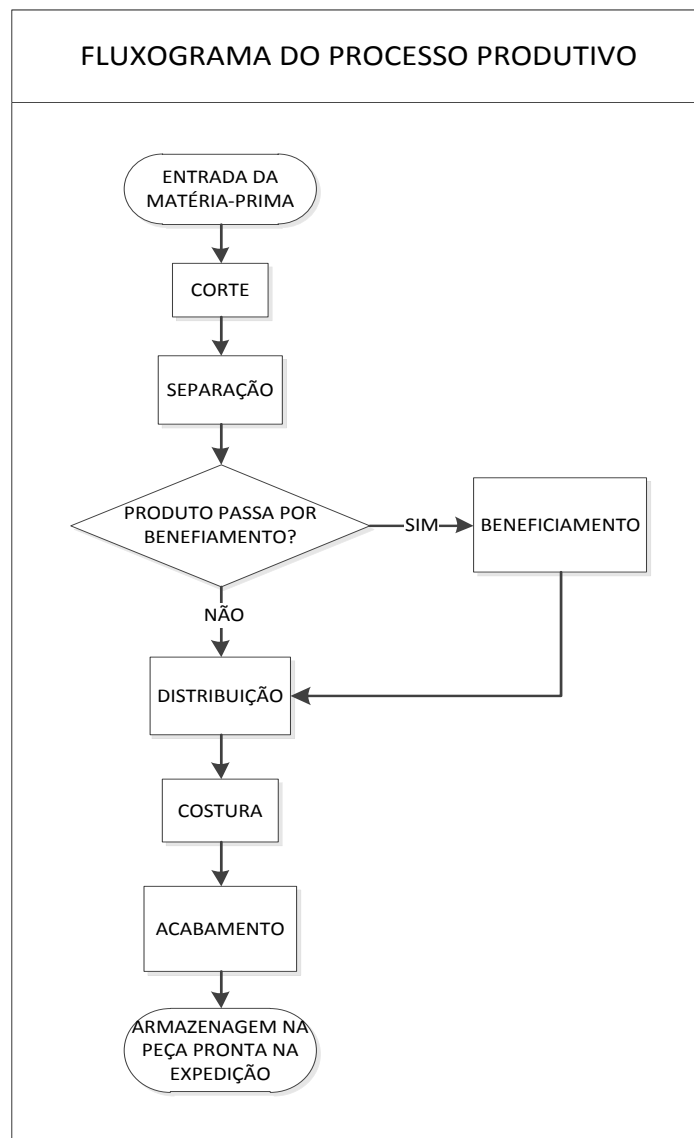 FLUXOGRAMA DO PROCESSO PRODUTIVO
ENTRADA DA
MATÉRIA-PRIMA
CORTE
SEPARAÇÃO
PRODUTO PASSA POR
BENEFIAMENTO?
SIM
BENEFICIAMENTO
NÃO
DISTRIBUIÇÃO
COSTURA
ACABAMENTO
ARMAZENAGEM NA
PEÇA PRONTA NA
EXPEDIÇÃO